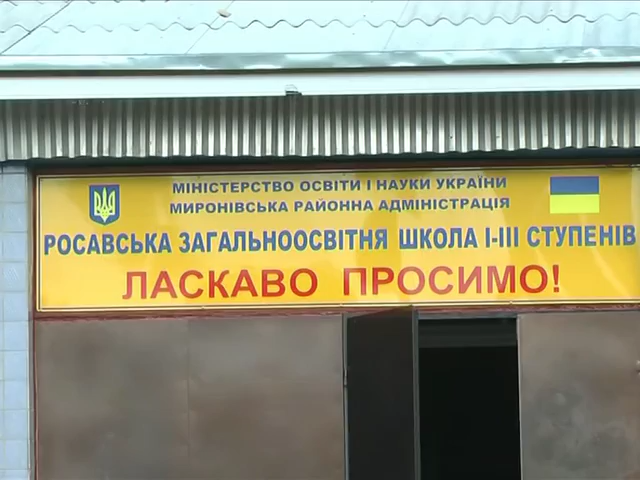 МІНІСТЕРСТВО ОСВІТИ І НАУКИ УКРАЇНИ
МИРОНІВСЬКА РАЙОННА АДМІНІСТРАЦІЯ
РОСАВСЬКА ЗАГАЛЬНООСВІТНЯ ШКОЛА І-ІІІ СТУПЕНІВ
ЛАСКАВО ПРОСИМО!